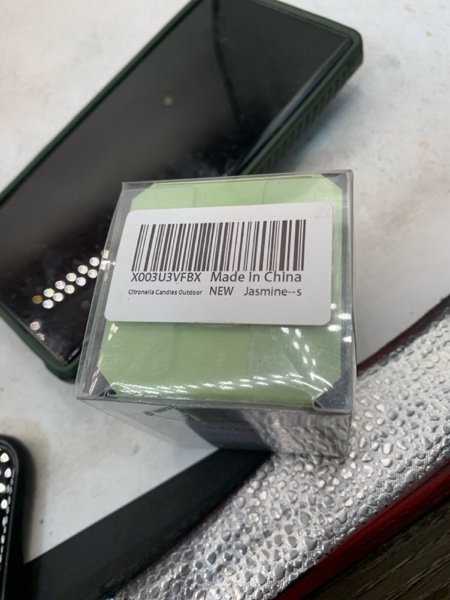 X003U3VFBX Made in China
Citronella Candles Outdoor NEW Jasmine--s